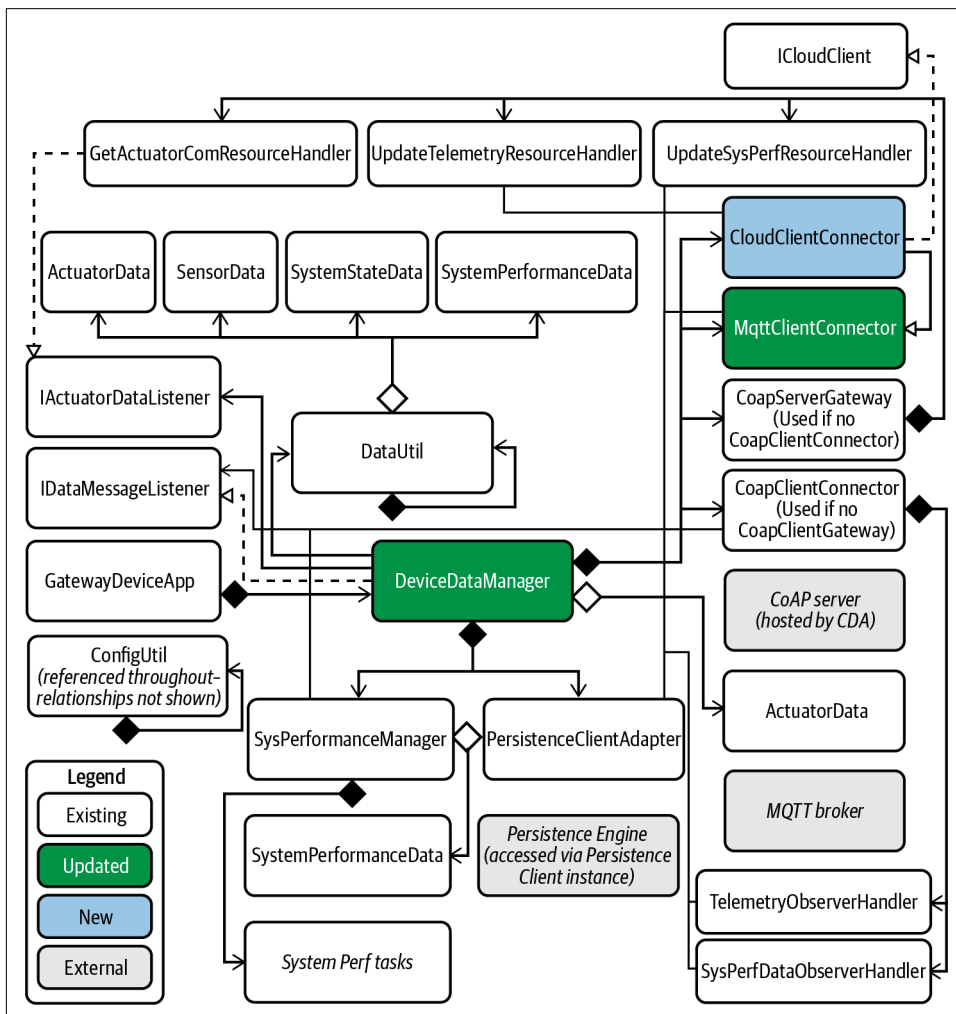 ICloudClient
GetActuatorComResourceHandler
UpdateTelemetryResourceHandler
UpdateSysPerfResourceHandler
CloudClientConnector
ActuatorData
SensorData
SystemStateData
SystemPerformanceData
MqttClientConnector
IActuatorDataListener
CoapServerGateway
(Used if no
CoapClientConnector)
DataUtil
IDataMessageListener
CoapClientConnector
(Used if no
CoapClientGateway)
GatewayDeviceApp
DeviceDataManager
CoAP server
(hosted by CDA)
ConfigUtil
(referenced throughout–
relationships not shown)
ActuatorData
SysPerformanceManager
PersistenceClientAdapter
Legend
Existing
Updated
New
External
MQTT broker
SystemPerformanceData
Persistence Engine
(accessed via Persistence
Client instance)
TelemetryObserverHandler
System Perf tasks
SysPerfDataObserverHandler